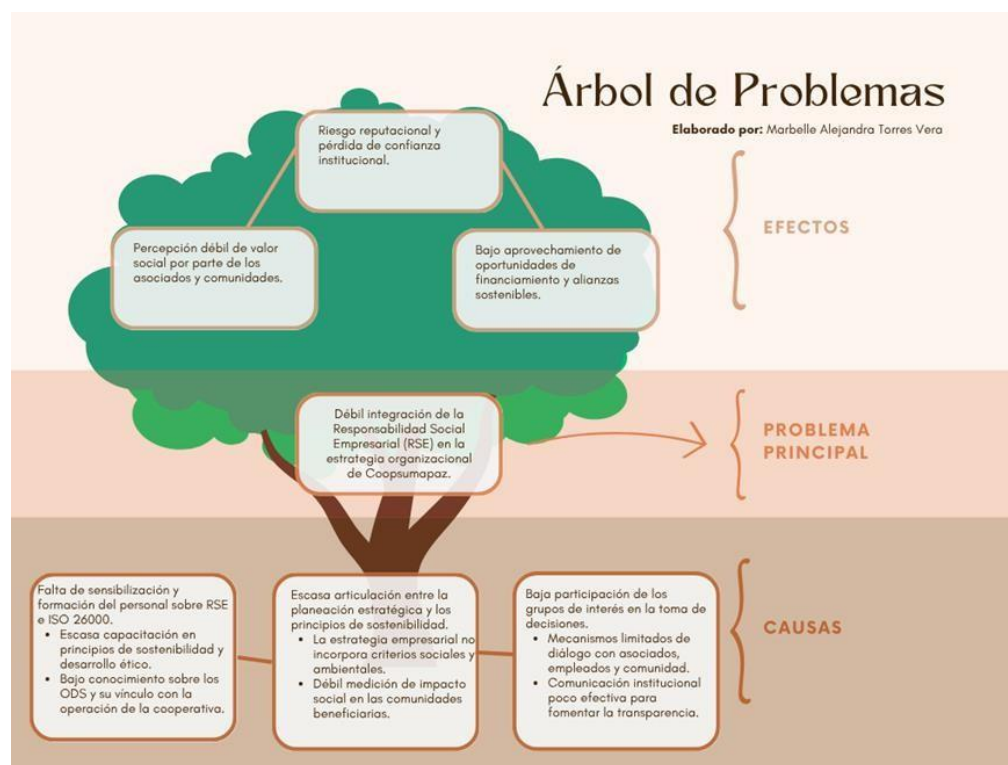 Árbol de Problemas
Elaborado por: Marbelle Alejandra Torres Vera
Riesgo reputacional y
pérdida de confianza
institucional.
EFECTOS
Percepción débil de valor
social por parte de los
asociados y comunidades.
Bajo aprovechamiento de
oportunidades de
financiamiento y alianzas
sostenibles.
Débil integración de la
Responsabilidad Social
Empresarial (RSE) en la
estrategia organizacional
de Coopsumapaz.
PROBLEMA
PRINCIPAL
Falta de sensibilización y
formación del personal sobre RSE
e ISO 26000.
• Escasa capacitación en
principios de sostenibilidad y
desarrollo ético.
• Bajo conocimiento sobre los
ODS y su vínculo con la
operación de la cooperativa.
Escasa articulación entre la
planeación estratégica y los
principios de sostenibilidad.
• La estrategia empresarial no
incorpora criterios sociales y
ambientales.
• Débil medición de impacto
social en las comunidades
beneficiarias.
Baja participación de los
grupos de interés en la toma de
decisiones.
• Mecanismos limitados de
diálogo con asociados,
empleados y comunidad.
• Comunicación institucional
poco efectiva para
fomentar la transparencia.
CAUSAS